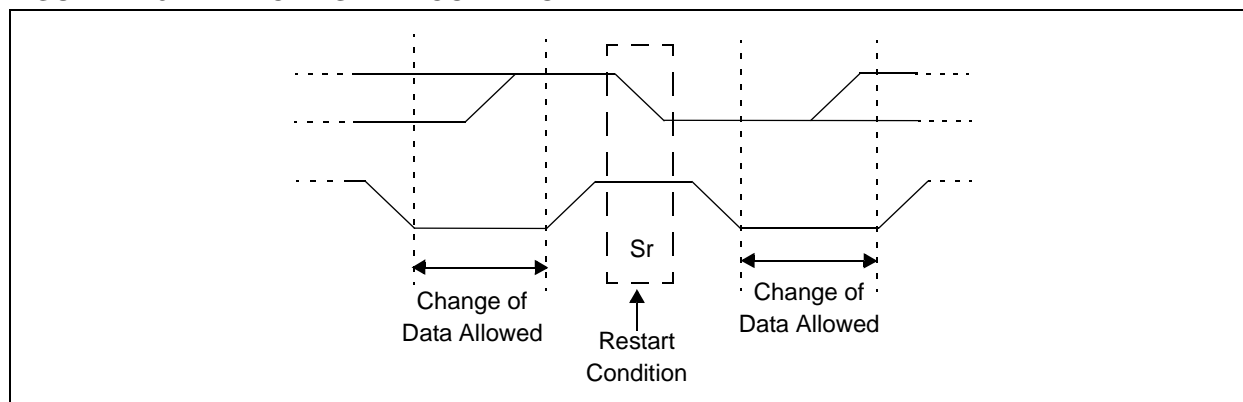 Sr
Change of
Data Allowed
Restart
Condition
Change of
Data Allowed